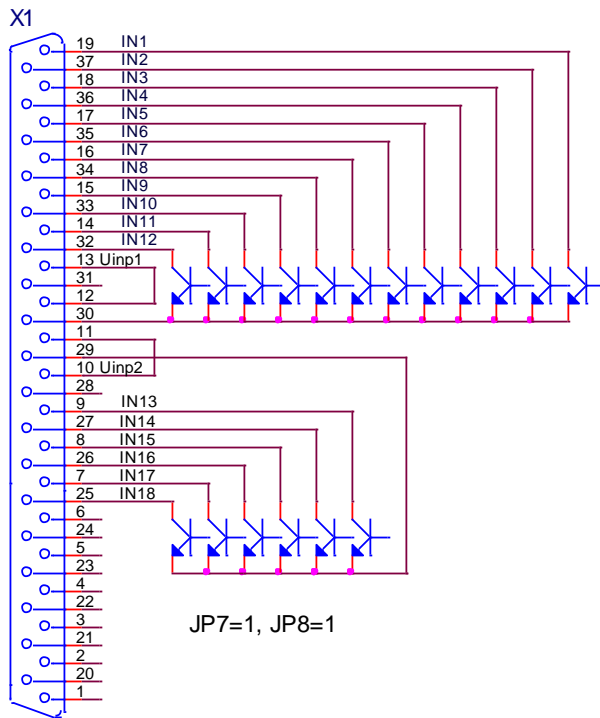 X1
19 IN1
37 IN2
18 IN3
36 IN4
17 IN5
35 IN6
16 IN7
34 IN8
15 IN9
33 IN10
14 IN11
32 IN12
13 Uinp1
31
12
30
11
29
10 Uinp2
28
9 IN13
27 IN14
8 IN15
26 IN16
7 IN17
25 IN18
6
24
5
23
4
22
3
21
2
20
1
JP7=1, JP8=1